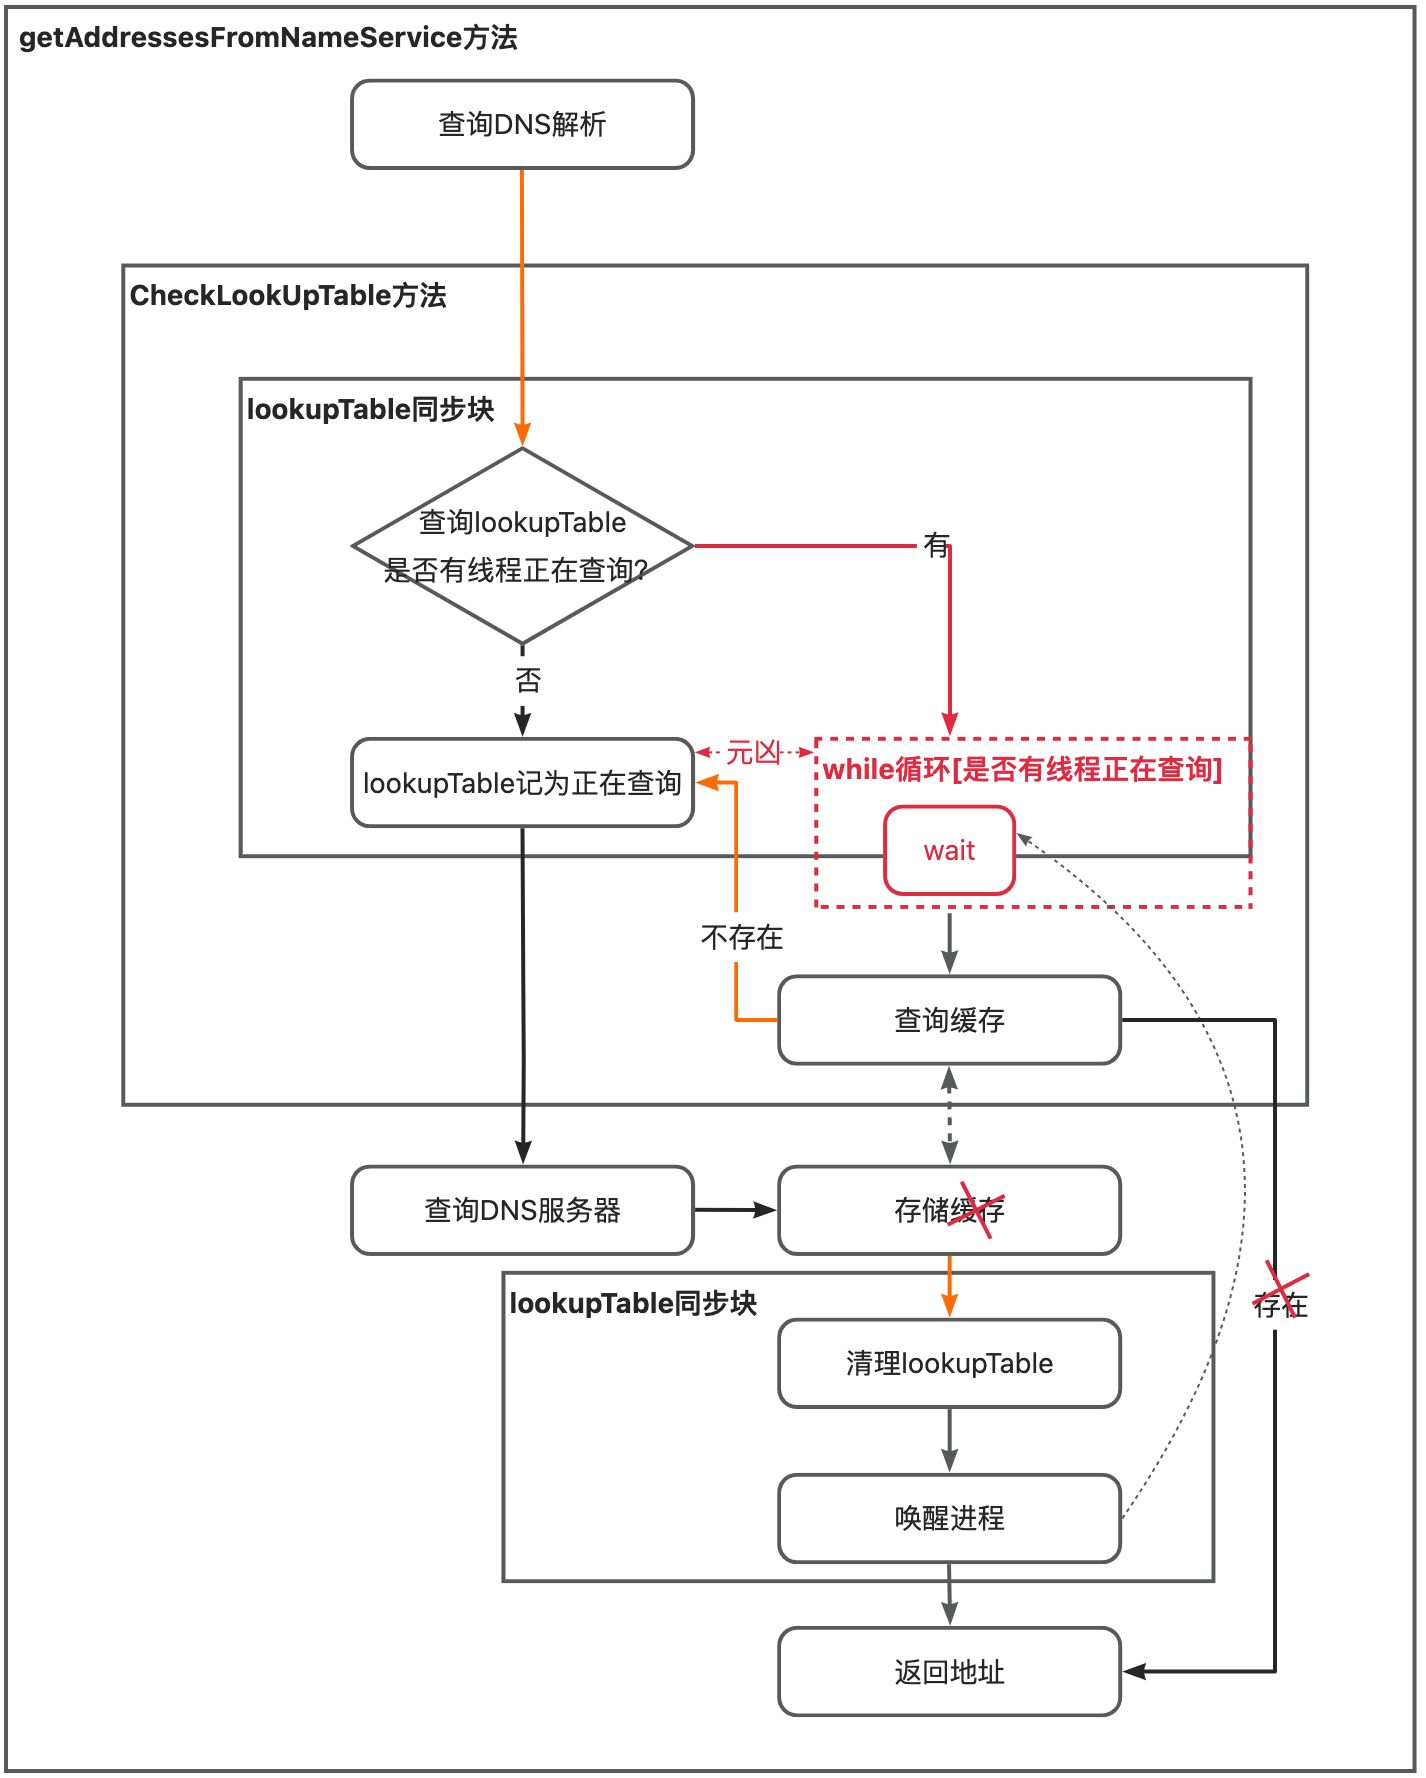 getAddressesFromNameService方法
查询DNS解析
CheckLookUpTable方法
lookupTable同步块
查询lookupTable
是否有线程正在查询?
有
否
lookupTable记为正在查询
元凶
while循环[是否有线程正在查询]
wait
不存在
查询缓存
查询DNS服务器
存储缓存
lookupTable同步块
存在
清理lookupTable
唤醒进程
返回地址